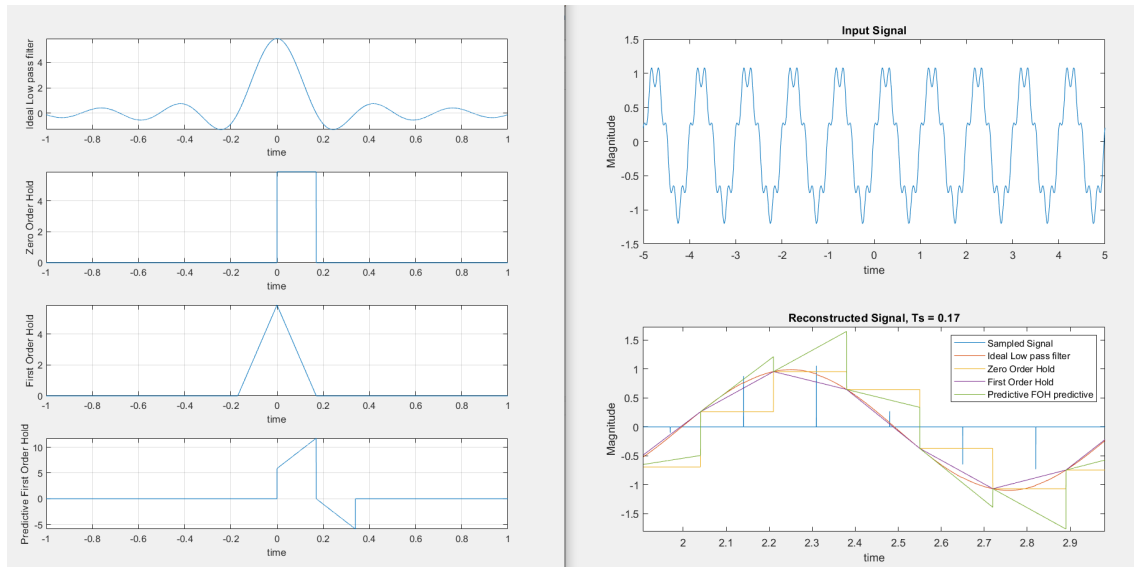 Ideal Low pass filter
4
2
0
-1 -0.8 -0.6 -0.4 -0.2 0 0.2 0.4 0.6 0.8 1
time
Zero Order Hold
4
2
0
-1 -0.8 -0.6 -0.4 -0.2 0 0.2 0.4 0.6 0.8 1
time
First Order Hold
4
2
0
-1 -0.8 -0.6 -0.4 -0.2 0 0.2 0.4 0.6 0.8 1
time
Predictive First Order Hold
10
5
0
-5
-1 -0.8 -0.6 -0.4 -0.2 0 0.2 0.4 0.6 0.8 1
time
Input Signal
Magnitude
1.5
1
0.5
0
-0.5
-1
-1.5
-5 -4 -3 -2 -1 0 1 2 3 4 5
time
Reconstructed Signal, Ts = 0.17
Magnitude
1.5
1
0.5
0
-0.5
-1
-1.5
Sampled Signal
Ideal Low pass filter
Zero Order Hold
First Order Hold
Predictive FOH predictive
2 2.1 2.2 2.3 2.4 2.5 2.6 2.7 2.8 2.9
time